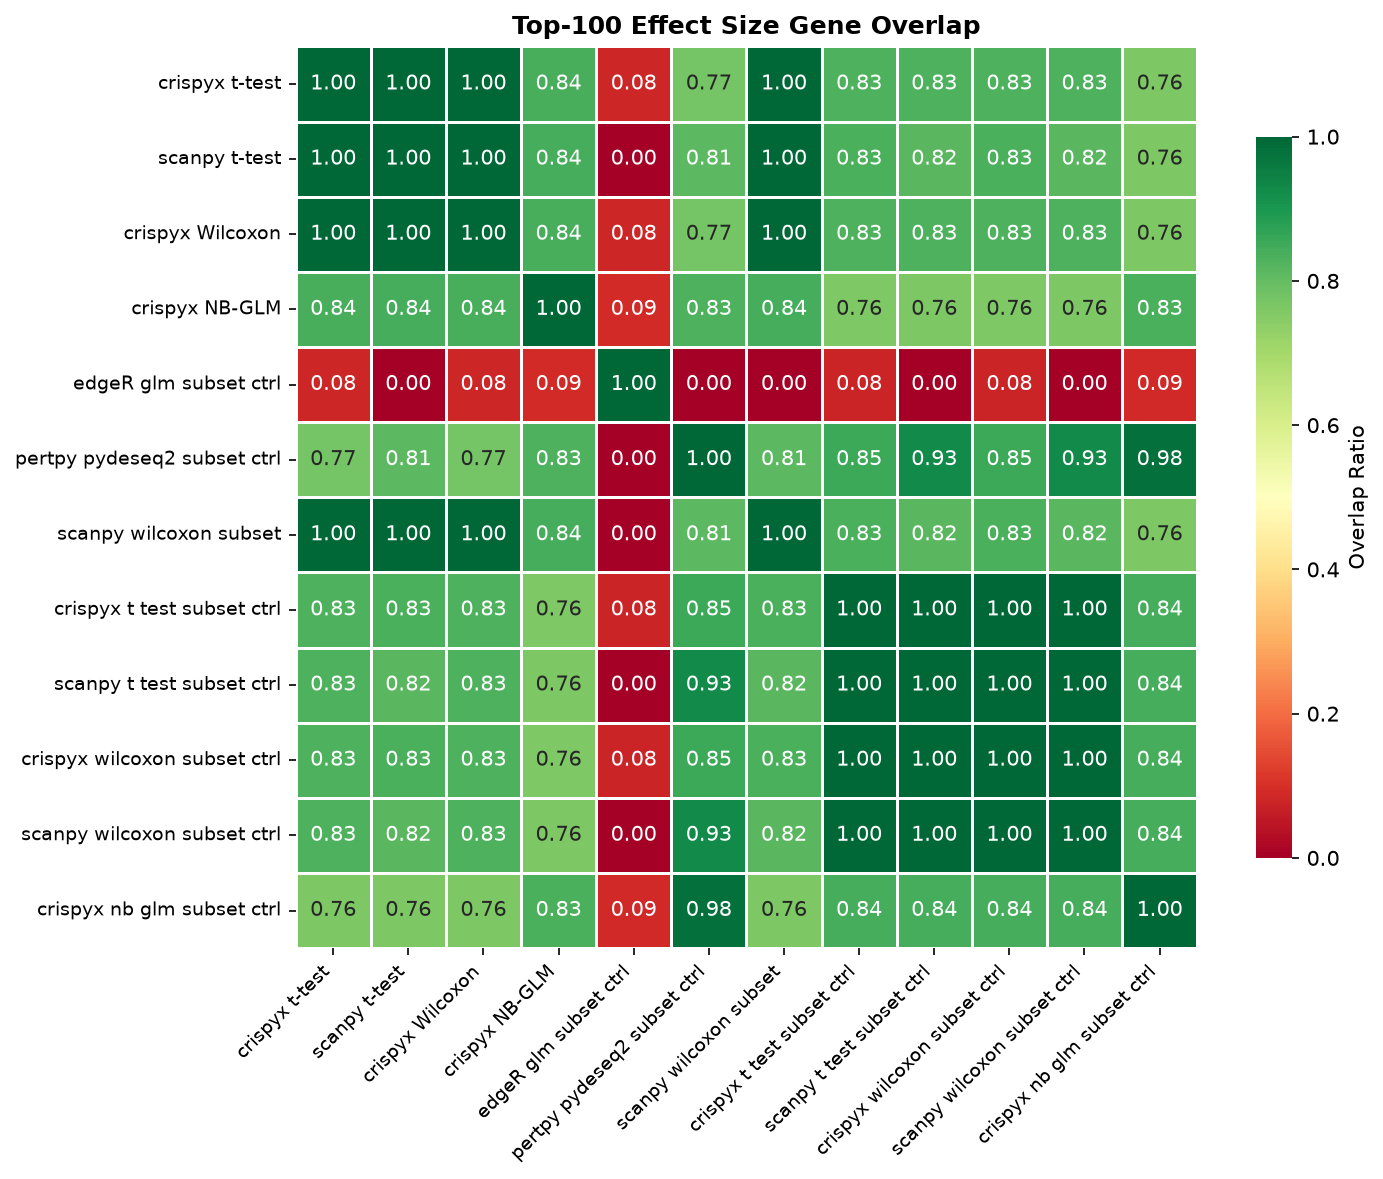 Top-100 Effect Size Gene Overlap
crispyx t-test 1.00 1.00 1.00 0.84 0.08 0.77 1.00 0.83 0.83 0.83 0.83 0.76
scanpy t-test 1.00 1.00 1.00 0.84 0.00 0.81 1.00 0.83 0.82 0.83 0.82 0.76
crispyx Wilcoxon 1.00 1.00 1.00 0.84 0.08 0.77 1.00 0.83 0.83 0.83 0.83 0.76
crispyx NB-GLM 0.84 0.84 0.84 1.00 0.09 0.83 0.84 0.76 0.76 0.76 0.76 0.83
edgeR glm subset ctrl 0.08 0.00 0.08 0.09 1.00 0.00 0.00 0.08 0.00 0.08 0.00 0.09
pertpy pydeseq2 subset ctrl 0.77 0.81 0.77 0.83 0.00 1.00 0.81 0.85 0.93 0.85 0.93 0.98
scanpy wilcoxon subset 1.00 1.00 1.00 0.84 0.00 0.81 1.00 0.83 0.82 0.83 0.82 0.76
crispyx t test subset ctrl 0.83 0.83 0.83 0.76 0.08 0.85 0.83 1.00 1.00 1.00 1.00 0.84
scanpy t test subset ctrl 0.83 0.82 0.83 0.76 0.00 0.93 0.82 1.00 1.00 1.00 1.00 0.84
crispyx wilcoxon subset ctrl 0.83 0.83 0.83 0.76 0.08 0.85 0.83 1.00 1.00 1.00 1.00 0.84
scanpy wilcoxon subset ctrl 0.83 0.82 0.83 0.76 0.00 0.93 0.82 1.00 1.00 1.00 1.00 0.84
crispyx nb glm subset ctrl 0.76 0.76 0.76 0.83 0.09 0.98 0.76 0.84 0.84 0.84 0.84 1.00
crispyx t-test
scanpy t-test
crispyx Wilcoxon
crispyx NB-GLM
edgeR glm subset ctrl
pertpy pydeseq2 subset ctrl
scanpy wilcoxon subset
crispyx t test subset ctrl
scanpy t test subset ctrl
crispyx wilcoxon subset ctrl
scanpy wilcoxon subset ctrl
crispyx nb glm subset ctrl
1.0
0.8
0.6
0.4
0.2
0.0
Overlap Ratio